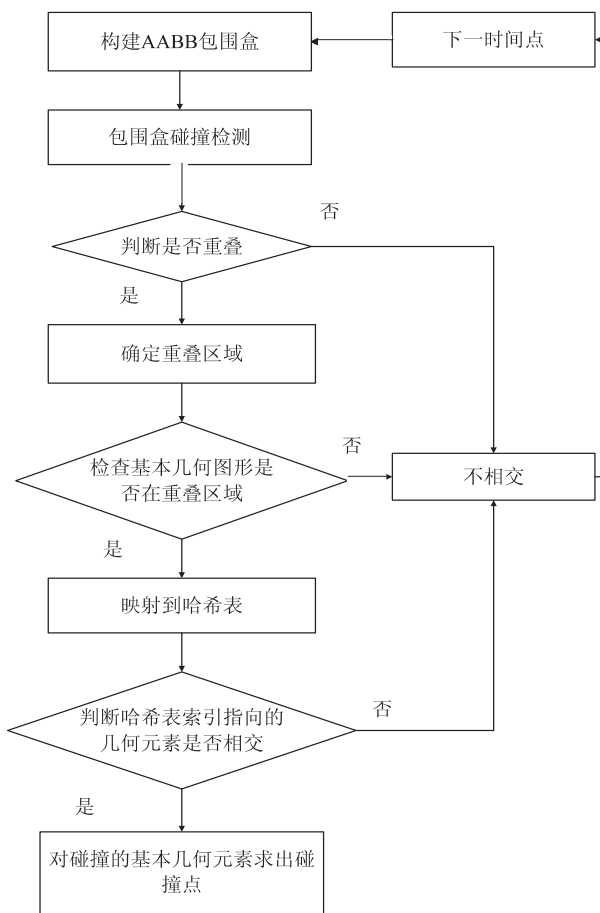 构建AABB包围盒
下一时间点
包围盒碰撞检测
否
判断是否重叠
是
确定重叠区域
否
检查基本几何图形是
否在重叠区域
不相交
是
映射到哈希表
判断哈希表索引指向的
几何元素是否相交
否
是
对碰撞的基本几何元素求出碰
撞点